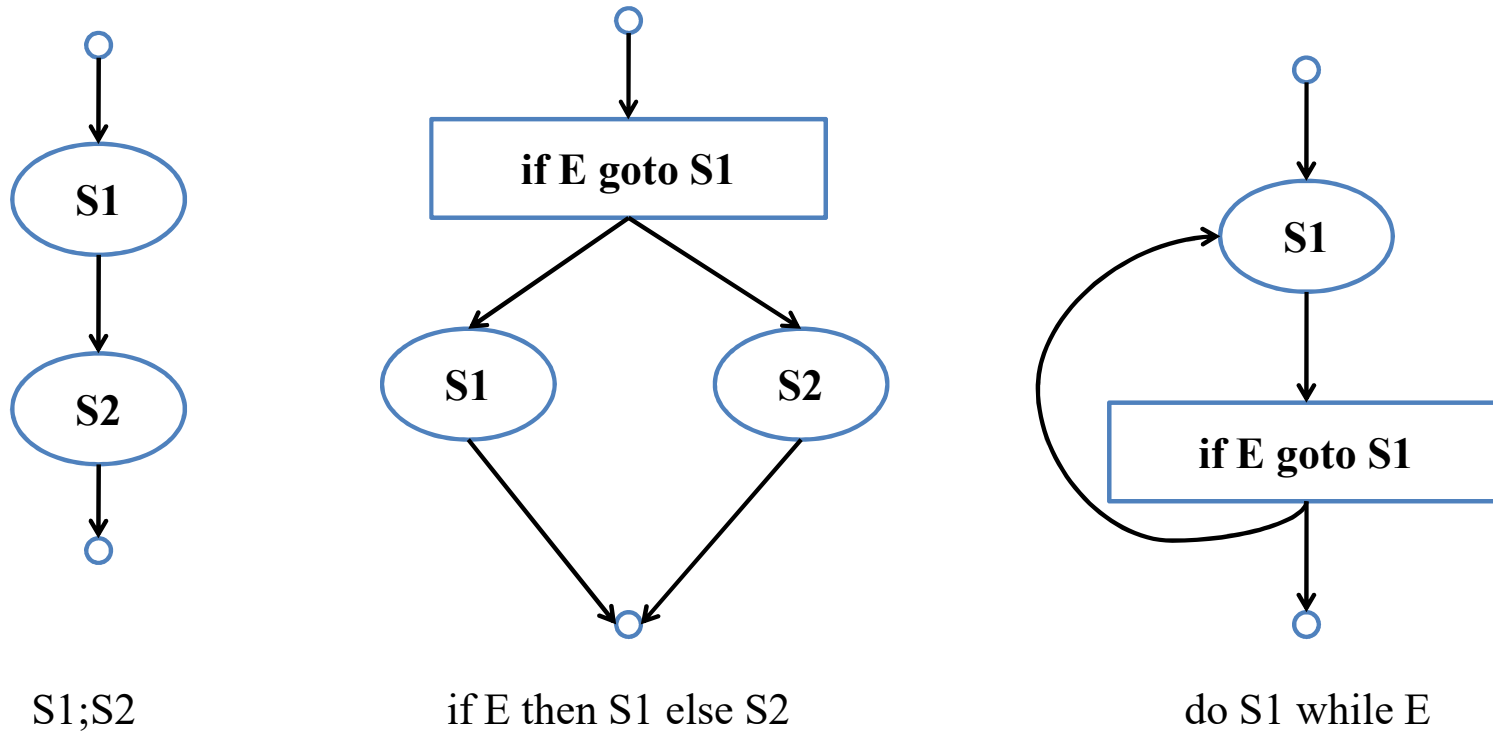 S1
S2
S1;S2
if E goto S1
S1
S2
if E then S1 else S2
S1
if E goto S1
do S1 while E